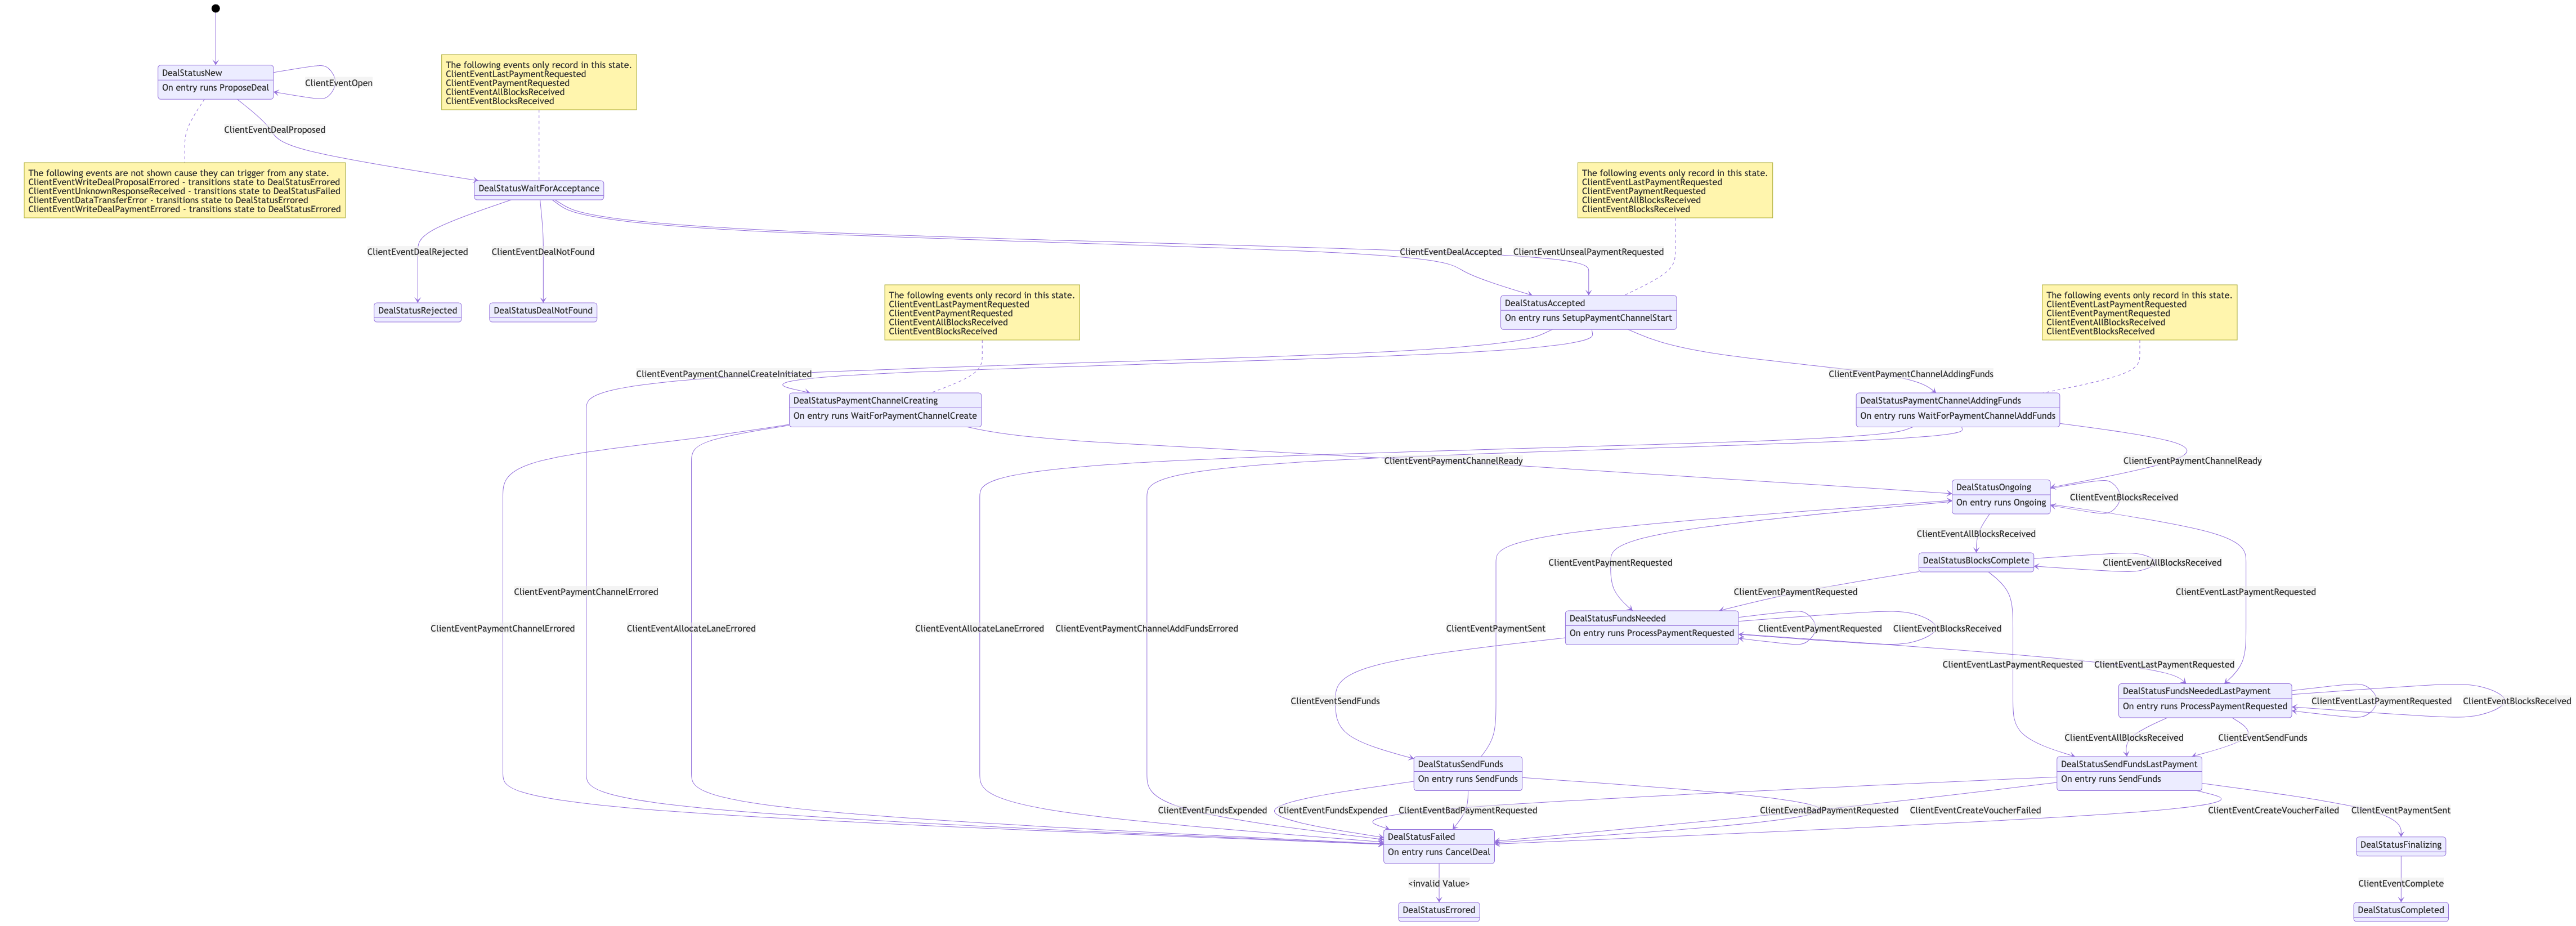 DealStatusNew
On entry runs ProposeDeal
ClientEventOpen
The following events only record in this state.
ClientEventLastPaymentRequested
ClientEventPaymentRequested
ClientEventAllBlocksReceived
ClientEventBlocksReceived
ClientEventDealProposed
The following events are not shown cause they can trigger from any state.
ClientEventWriteDealProposalErrored - transitions state to DealStatusErrored
ClientEventUnknownResponseReceived - transitions state to DealStatusFailed
ClientEventDataTransferError - transitions state to DealStatusErrored
ClientEventWriteDealPaymentErrored - transitions state to DealStatusErrored
DealStatusWaitForAcceptance
The following events only record in this state.
ClientEventLastPaymentRequested
ClientEventPaymentRequested
ClientEventAllBlocksReceived
ClientEventBlocksReceived
ClientEventDealRejected
ClientEventDealNotFound
ClientEventDealAccepted
ClientEventUnsealPaymentRequested
DealStatusRejected
DealStatusDealNotFound
The following events only record in this state.
ClientEventLastPaymentRequested
ClientEventPaymentRequested
ClientEventAllBlocksReceived
ClientEventBlocksReceived
DealStatusAccepted
On entry runs SetupPaymentChannelStart
The following events only record in this state.
ClientEventLastPaymentRequested
ClientEventPaymentRequested
ClientEventAllBlocksReceived
ClientEventBlocksReceived
ClientEventPaymentChannelCreateInitiated
ClientEventPaymentChannelAddingFunds
DealStatusPaymentChannelCreating
On entry runs WaitForPaymentChannelCreate
DealStatusPaymentChannelAddingFunds
On entry runs WaitForPaymentChannelAddFunds
ClientEventPaymentChannelReady
ClientEventPaymentChannelReady
DealStatusOngoing
On entry runs Ongoing
ClientEventBlocksReceived
ClientEventAllBlocksReceived
DealStatusBlocksComplete
ClientEventAllBlocksReceived
ClientEventPaymentRequested
ClientEventPaymentChannelErrored
ClientEventPaymentRequested
ClientEventLastPaymentRequested
DealStatusFundsNeeded
On entry runs ProcessPaymentRequested
ClientEventPaymentChannelErrored
ClientEventAllocateLaneErrored
ClientEventAllocateLaneErrored
ClientEventPaymentChannelAddFundsErrored
ClientEventPaymentSent
ClientEventPaymentRequested
ClientEventBlocksReceived
ClientEventLastPaymentRequested
ClientEventLastPaymentRequested
DealStatusFundsNeededLastPayment
On entry runs ProcessPaymentRequested
ClientEventSendFunds
ClientEventLastPaymentRequested
ClientEventBlocksReceived
ClientEventAllBlocksReceived
ClientEventSendFunds
DealStatusSendFunds
On entry runs SendFunds
DealStatusSendFundsLastPayment
On entry runs SendFunds
ClientEventFundsExpended
ClientEventFundsExpended
ClientEventBadPaymentRequested
ClientEventBadPaymentRequested
ClientEventCreateVoucherFailed
ClientEventCreateVoucherFailed
ClientEventPaymentSent
DealStatusFailed
On entry runs CancelDeal
DealStatusFinalizing
<invalid Value>
ClientEventComplete
DealStatusErrored
DealStatusCompleted